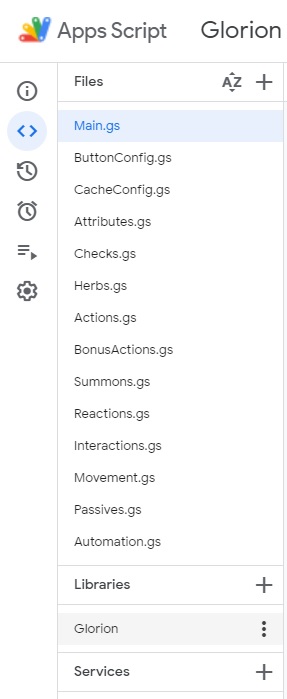 Apps Script Glorion
Files AZ
Main.gs
ButtonConfig.gs
CacheConfig.gs
Attributes.gs
Checks.gs
Herbs.gs
Actions.gs
BonusActions.gs
Summons.gs
Reactions.gs
Interactions.gs
Movement.gs
Passives.gs
Automation.gs
Libraries
Glorion
Services